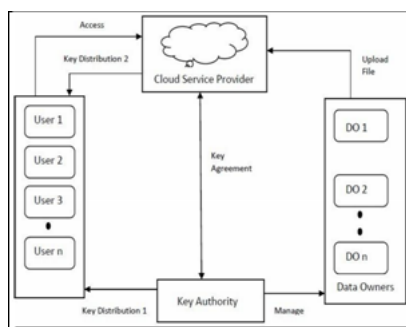 Access
Key Distribution 2
Cloud Service Provider
Upload
File
User 1
User 2
User 3
User n
Key
Agreement
DO 1
DO 2
DO n
Data Owners
Key Distribution 1
Key Authority
Manage